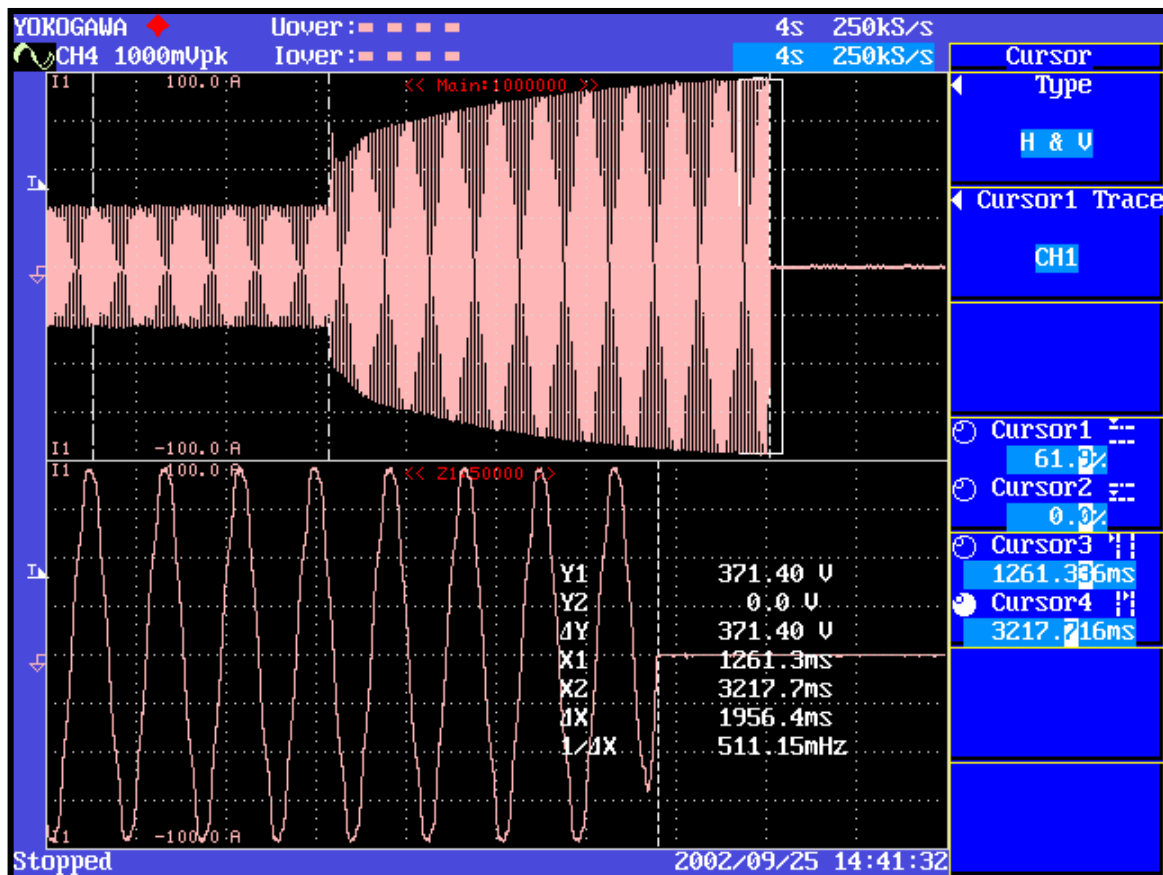 YOKOGAWA Uover: 4s 250kS/s
CH4 1000mVpk Iover: 4s 250kS/s
Cursor
I1 100.0 A << Main:1000000 >>
Type
H & V
T
Cursor1 Trace
CH1
I1 -100.0 A
I1 100.0 A << Z1:50000 >>
Cursor1
61.9%
Cursor2
0.0%
Cursor3
1261.336ms
Cursor4
3217.716ms
T
Y1 371.40 V
Y2 0.0 V
ΔY 371.40 V
X1 1261.3ms
X2 3217.7ms
ΔX 1956.4ms
1/ΔX 511.15mHz
I1 -100.0 A
Stopped 2002/09/25 14:41:32